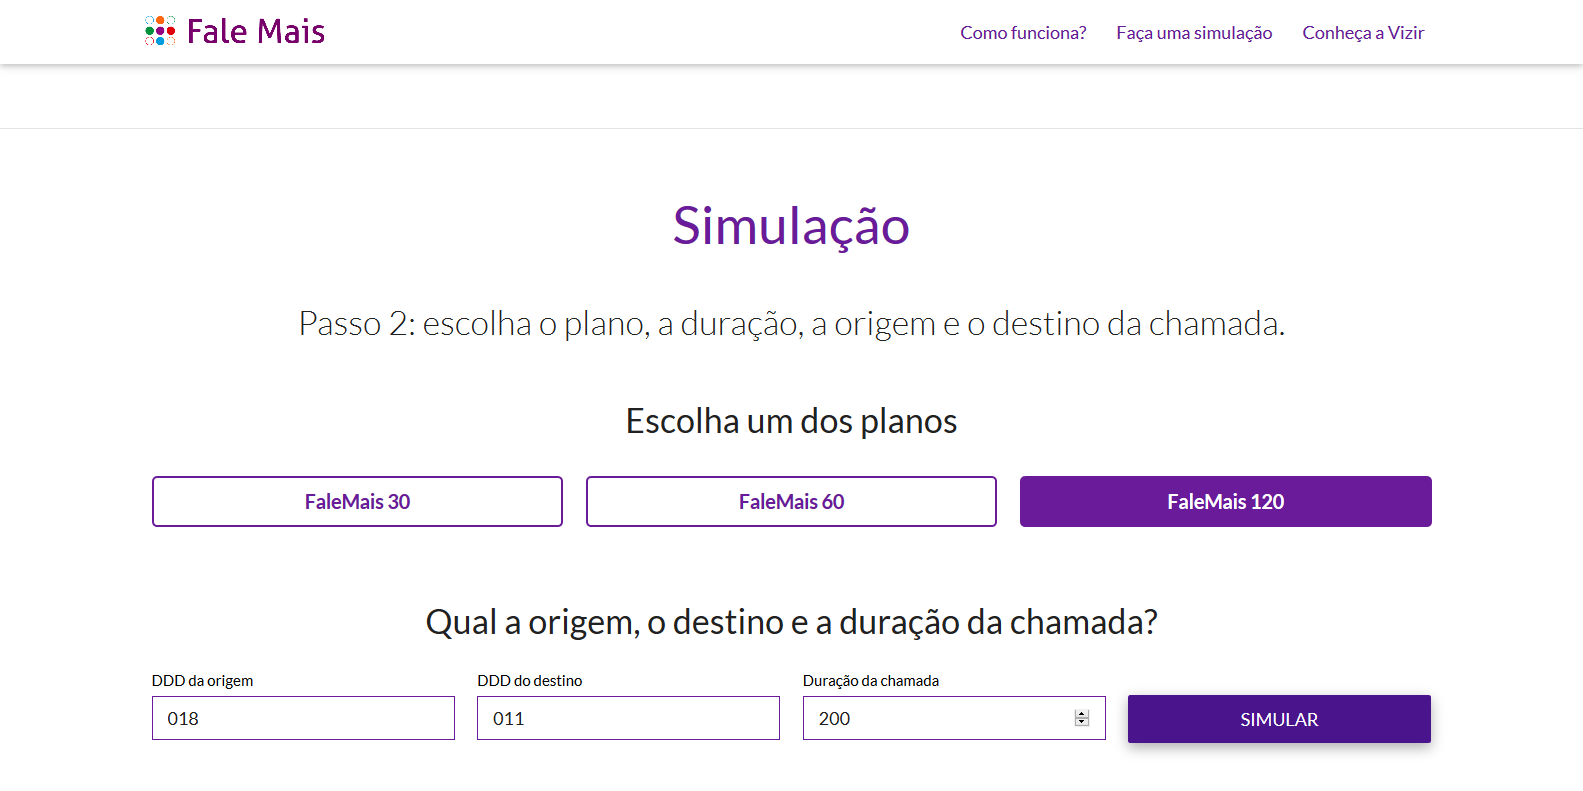 Fale Mais
Como funciona? Faça uma simulação Conheça a Vizir
Simulação
Passo 2: escolha o plano, a duração, a origem e o destino da chamada.
Escolha um dos planos
FaleMais 30 FaleMais 60 FaleMais 120
Qual a origem, o destino e a duração da chamada?
DDD da origem DDD do destino Duração da chamada
018 011 200 SIMULAR